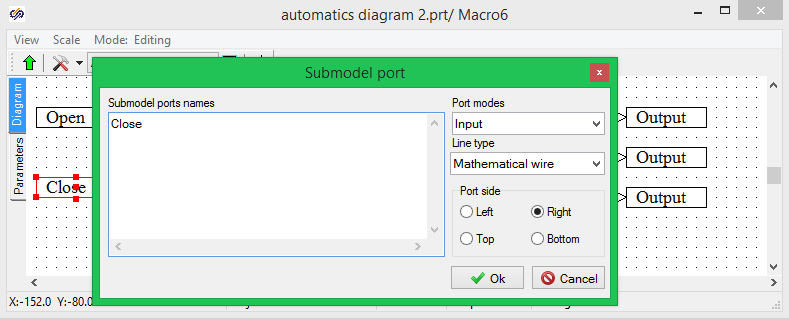 automatics diagram 2.prt/ Macro6
View Scale Mode: Editing
Submodel port
Diagram
Parameters
Open
Close
Submodel ports names
Close
Port modes
Input
Line type
Mathematical wire
Port side
Left Right
Top Bottom
Ok Cancel
Output
Output
Output
X:-152.0 Y:-80.0